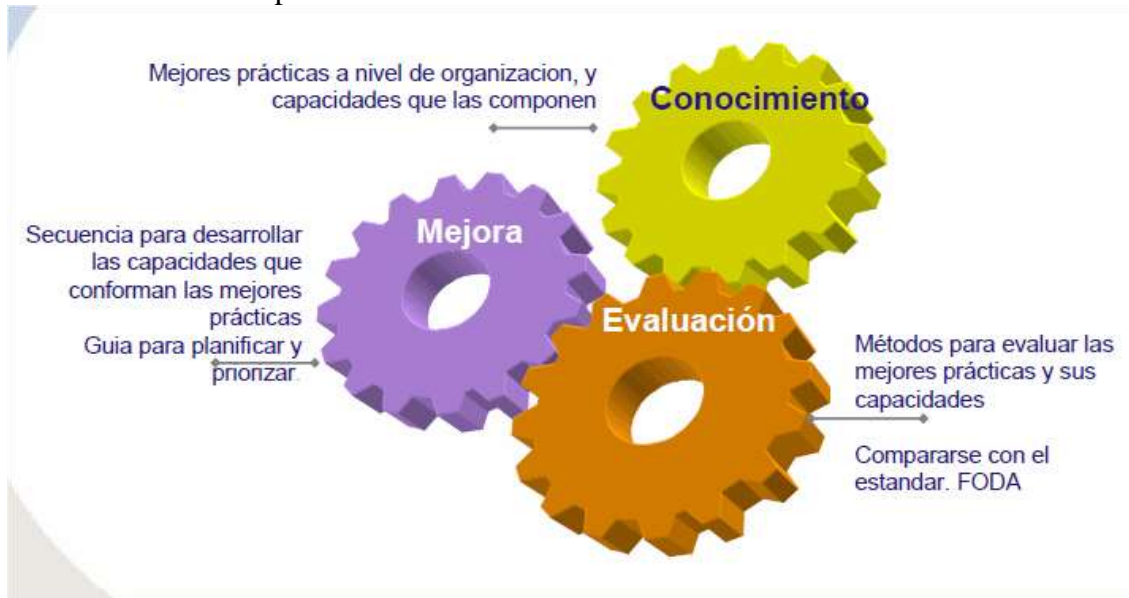 Mejores prácticas a nivel de organizacion, y
capacidades que las componen
Conocimiento
Mejora
Secuencia para desarrollar
las capacidades que
conforman las mejores
prácticas
Guia para planificar y
priorizar.
Evaluación
Métodos para evaluar las
mejores prácticas y sus
capacidades
Compararse con el
estandar. FODA